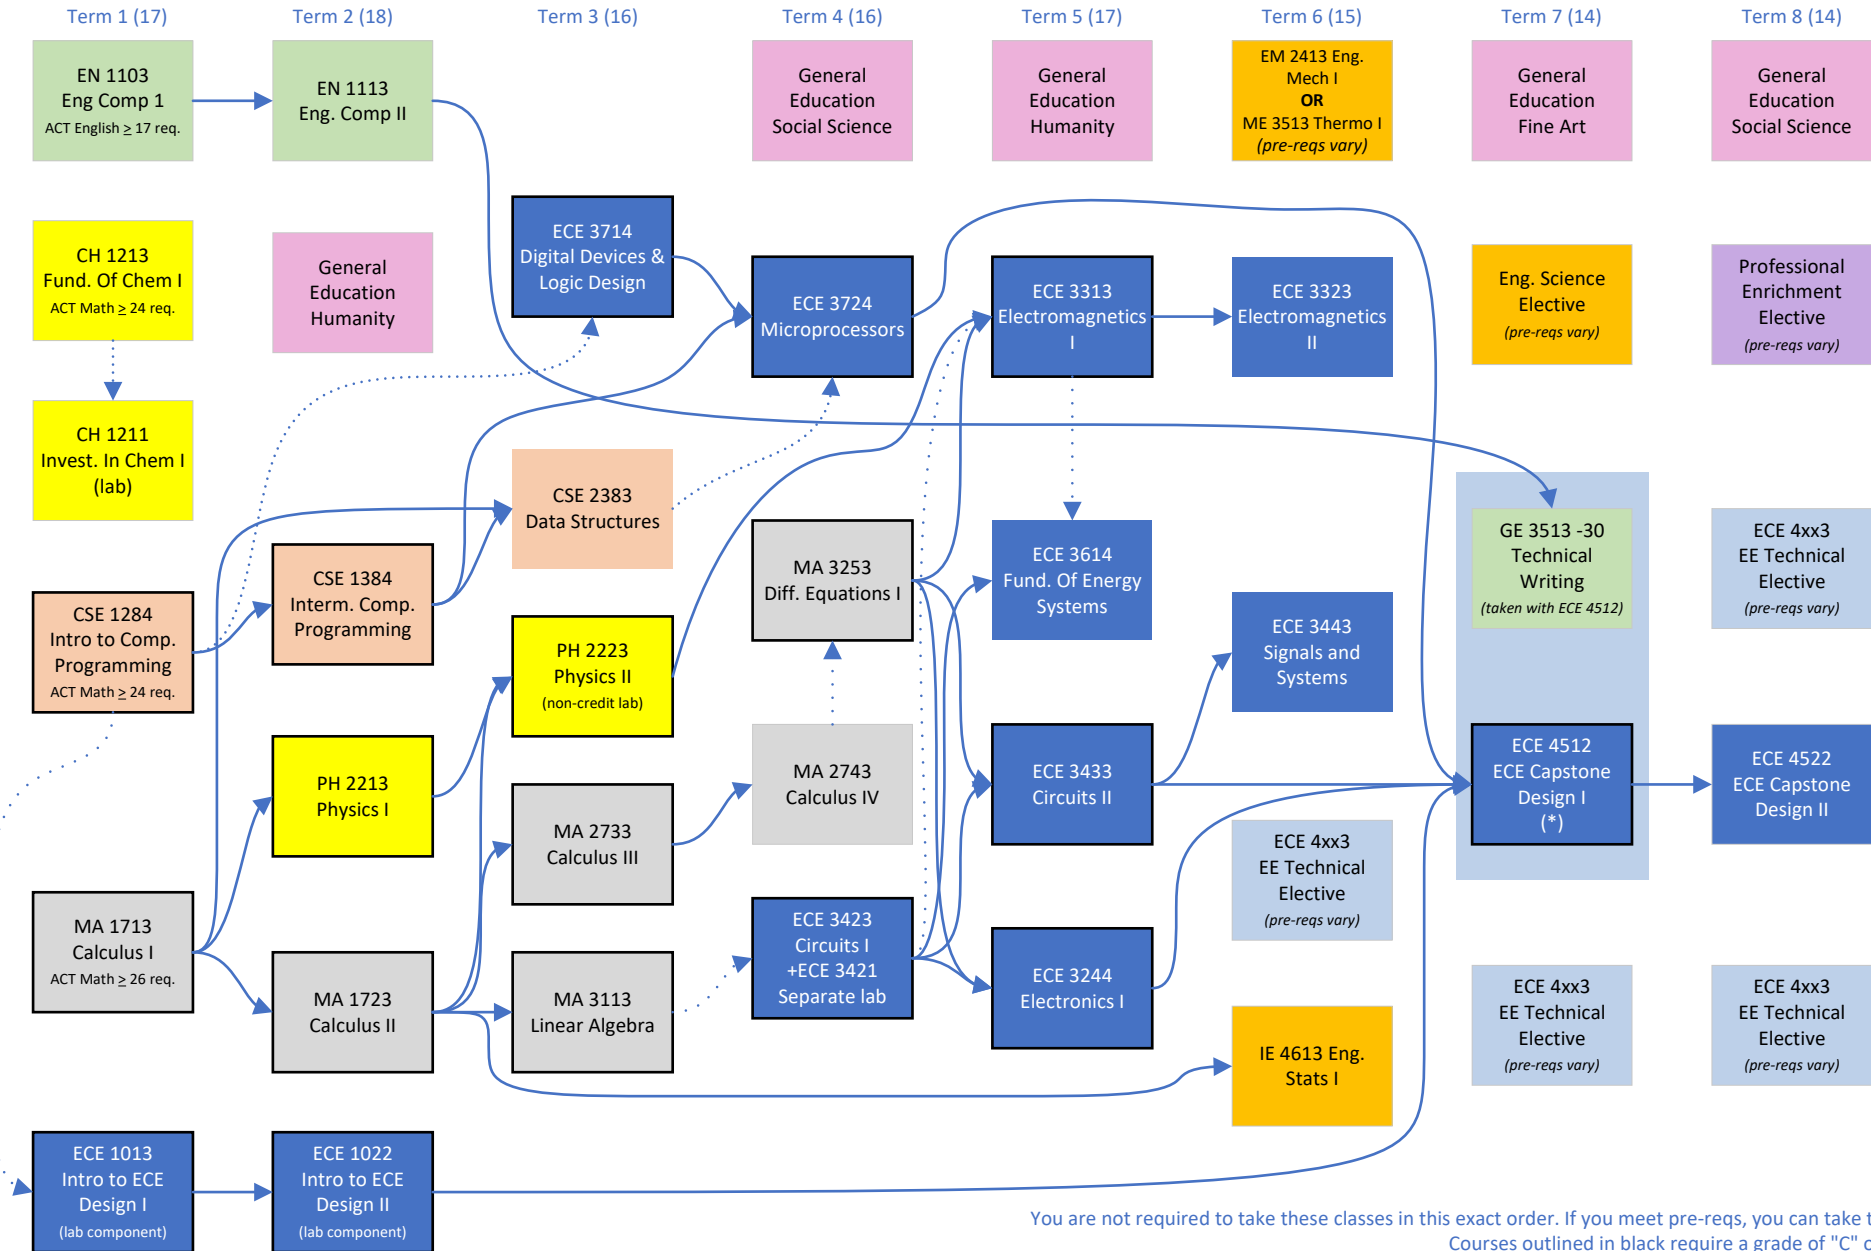 Term 1 (17)
Term 2 (18)
Term 3 (16)
Term 4 (16)
Term 5 (17)
Term 6 (15)
Term 7 (14)
Term 8 (14)
EN 1103
Eng Comp 1
ACT English ≥ 17 req.
EN 1113
Eng. Comp II
General
Education
Social Science
General
Education
Humanity
EM 2413 Eng.
Mech I
OR
ME 3513 Thermo I
(pre-reqs vary)
General
Education
Fine Art
General
Education
Social Science
CH 1213
Fund. Of Chem I
ACT Math ≥ 24 req.
General
Education
Humanity
ECE 3714
Digital Devices &
Logic Design
ECE 3724
Microprocessors
ECE 3313
Electromagnetics
I
ECE 3323
Electromagnetics
II
Eng. Science
Elective
(pre-reqs vary)
Professional
Enrichment
Elective
(pre-reqs vary)
CH 1211
Invest. In Chem I
(lab)
CSE 2383
Data Structures
MA 3253
Diff. Equations I
ECE 3614
Fund. Of Energy
Systems
GE 3513 -30
Technical
Writing
(taken with ECE 4512)
ECE 4xx3
EE Technical
Elective
(pre-reqs vary)
CSE 1284
Intro to Comp.
Programming
ACT Math ≥ 24 req.
CSE 1384
Interm. Comp.
Programming
PH 2223
Physics II
(non-credit lab)
ECE 3443
Signals and
Systems
PH 2213
Physics I
MA 2733
Calculus III
MA 2743
Calculus IV
ECE 3433
Circuits II
ECE 4xx3
EE Technical
Elective
(pre-reqs vary)
ECE 4512
ECE Capstone
Design I
(*)
ECE 4522
ECE Capstone
Design II
MA 1713
Calculus I
ACT Math ≥ 26 req.
MA 1723
Calculus II
MA 3113
Linear Algebra
ECE 3423
Circuits I
+ECE 3421
Separate lab
ECE 3244
Electronics I
IE 4613 Eng.
Stats I
ECE 4xx3
EE Technical
Elective
(pre-reqs vary)
ECE 4xx3
EE Technical
Elective
(pre-reqs vary)
ECE 1013
Intro to ECE
Design I
(lab component)
ECE 1022
Intro to ECE
Design II
(lab component)
You are not required to take these classes in this exact order. If you meet pre-reqs, you can take
Courses outlined in black require a grade of "C"